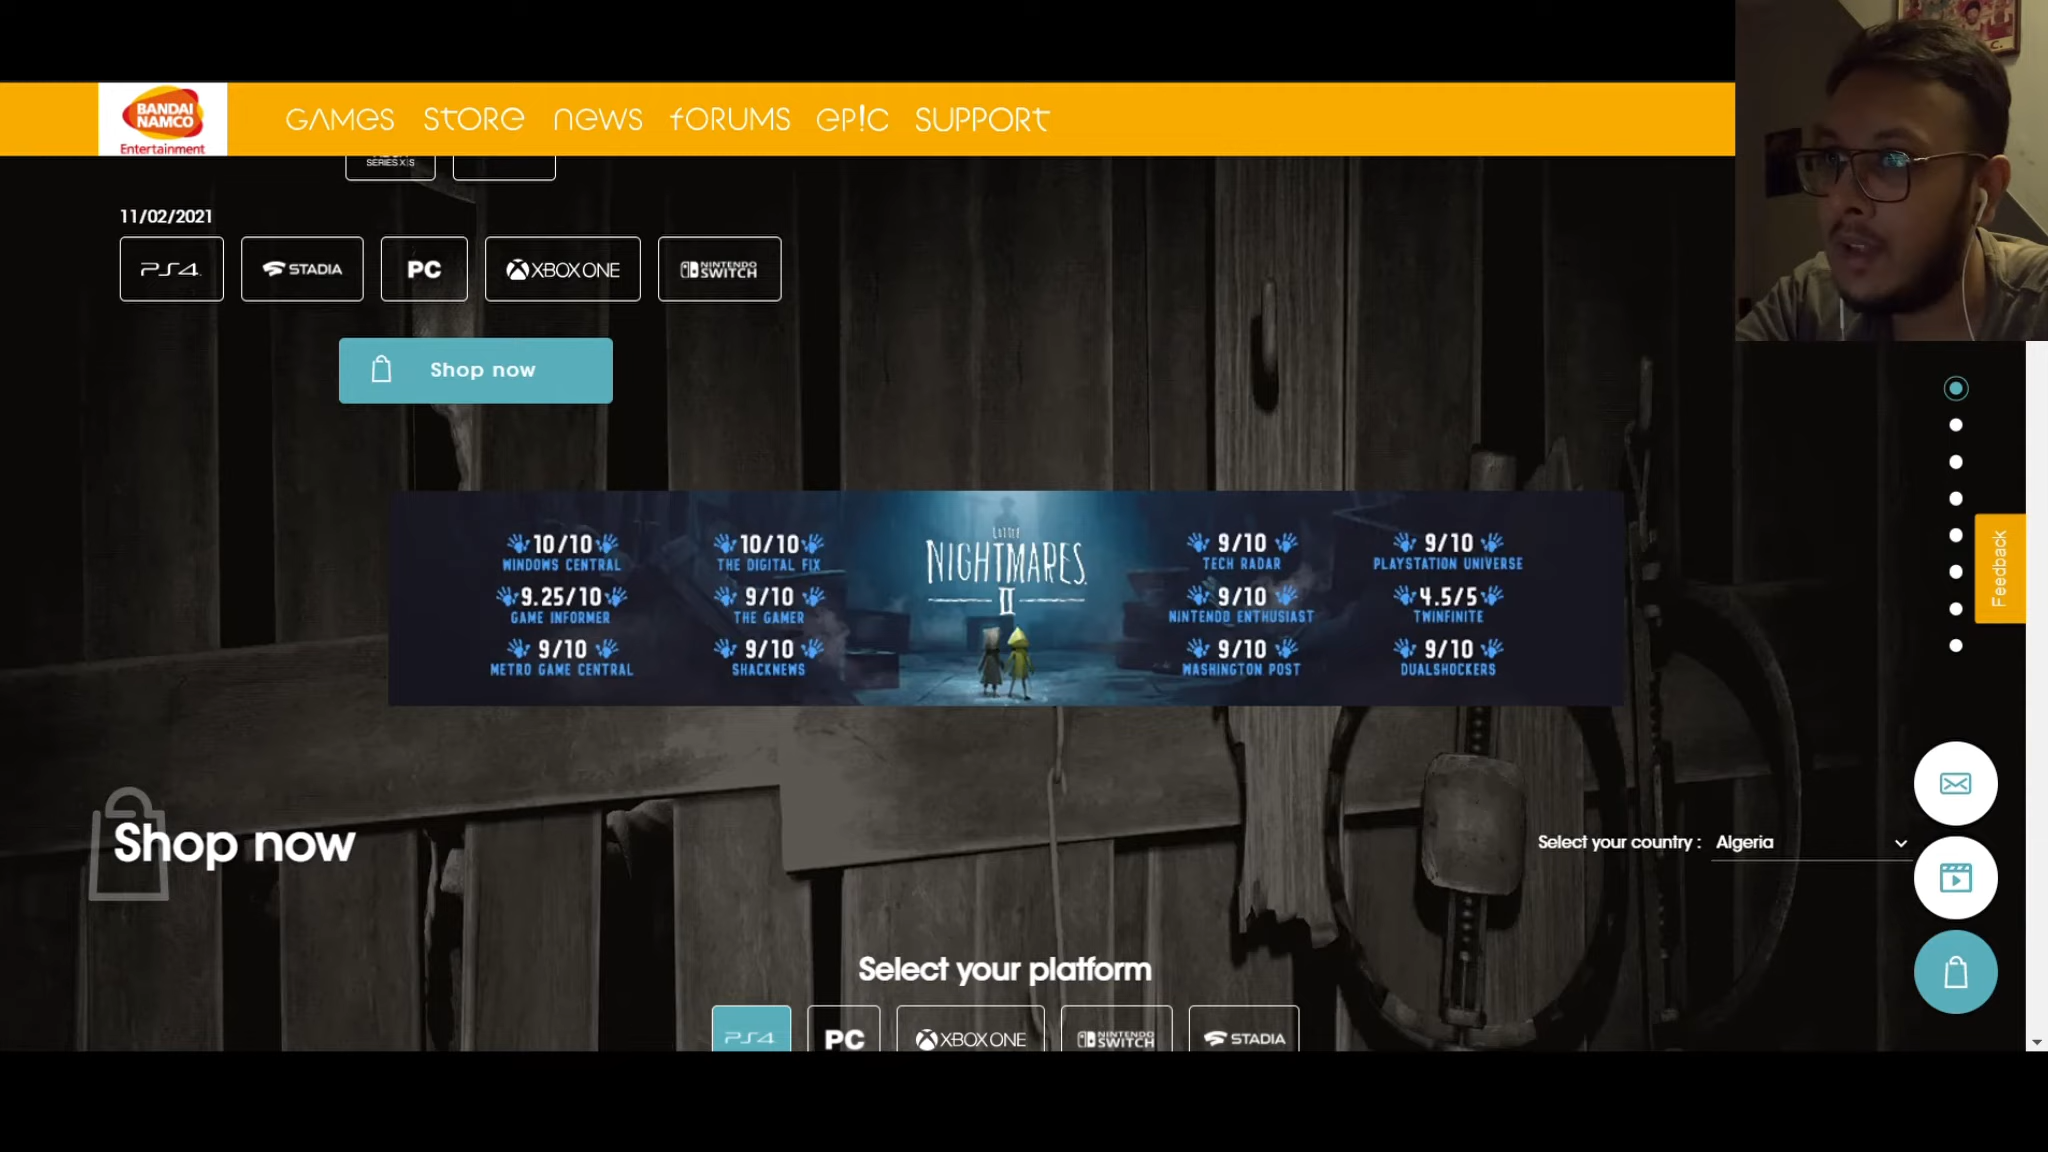 BANDAI
NAMCO
Entertainment
GAMES STORE NEWS FORUMS EP!C SUPPORT
SERIES X|S
11/02/2021
PS4 STADIA PC XBOX ONE NINTENDO SWITCH
Shop now
10/10
WINDOWS CENTRAL
9.25/10
GAME INFORMER
9/10
METRO GAME CENTRAL
10/10
THE DIGITAL FIX
9/10
THE GAMER
9/10
SHACKNEWS
LITTLE
NIGHTMARES
II
9/10
TECH RADAR
9/10
NINTENDO ENTHUSIAST
9/10
WASHINGTON POST
9/10
PLAYSTATION UNIVERSE
4.5/5
TWINFINITE
9/10
DUALSHOCKERS
Feedback
Shop now
Select your country : Algeria
Select your platform
PS4 PC XBOX ONE NINTENDO SWITCH STADIA